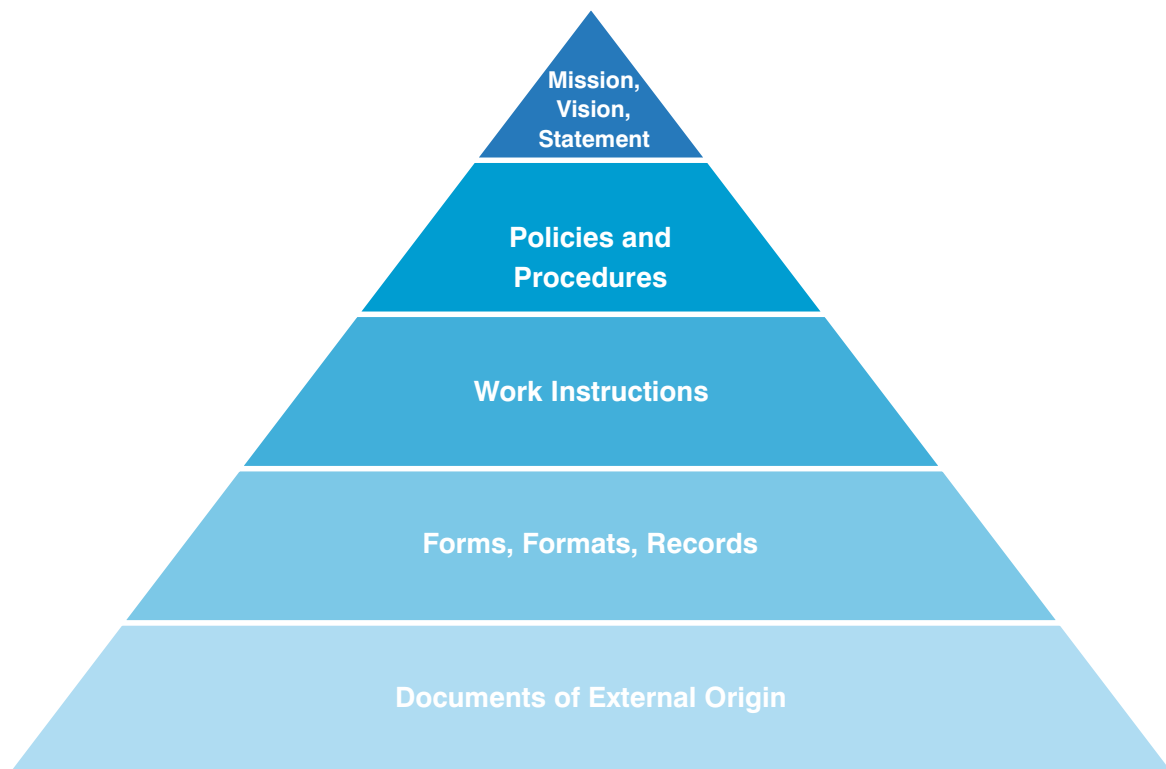 Mission,
Vision,
Statement
Policies and
Procedures
Work Instructions
Forms, Formats, Records
Documents of External Origin